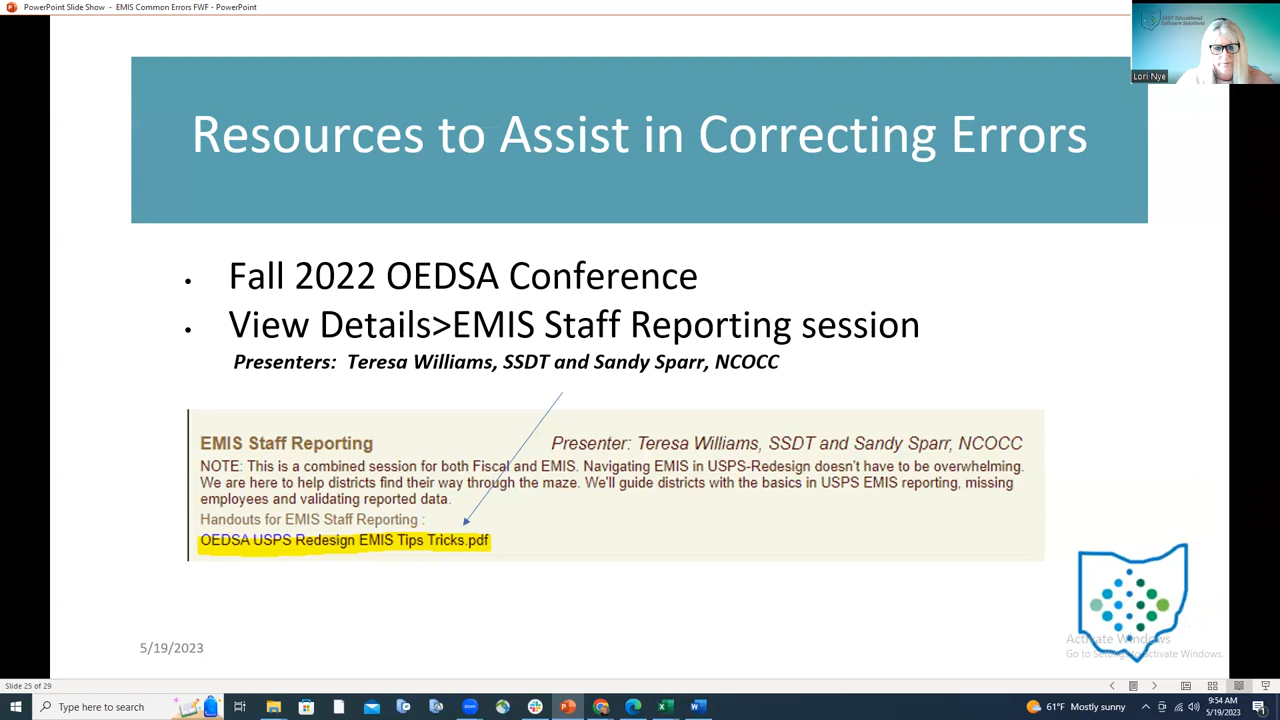 PowerPoint Slide Show - EMIS Common Errors FWF - PowerPoint
Lori Nye
Resources to Assist in Correcting Errors
• Fall 2022 OEDSA Conference
• View Details>EMIS Staff Reporting session
Presenters: Teresa Williams, SSDT and Sandy Sparr, NCOCC
EMIS Staff Reporting Presenter: Teresa Williams, SSDT and Sandy Sparr, NCOCC
NOTE: This is a combined session for both Fiscal and EMIS. Navigating EMIS in USPS-Redesign doesn't have to be overwhelming.
We are here to help districts find their way through the maze. We'll guide districts with the basics in USPS EMIS reporting, missing
employees and validating reported data.
Handouts for EMIS Staff Reporting :
OEDSA USPS Redesign EMIS Tips Tricks.pdf
5/19/2023
Activate Windows
Go to Settings to activate Windows.
Slide 25 of 29
Type here to search
61°F Mostly sunny
9:54 AM
5/19/2023